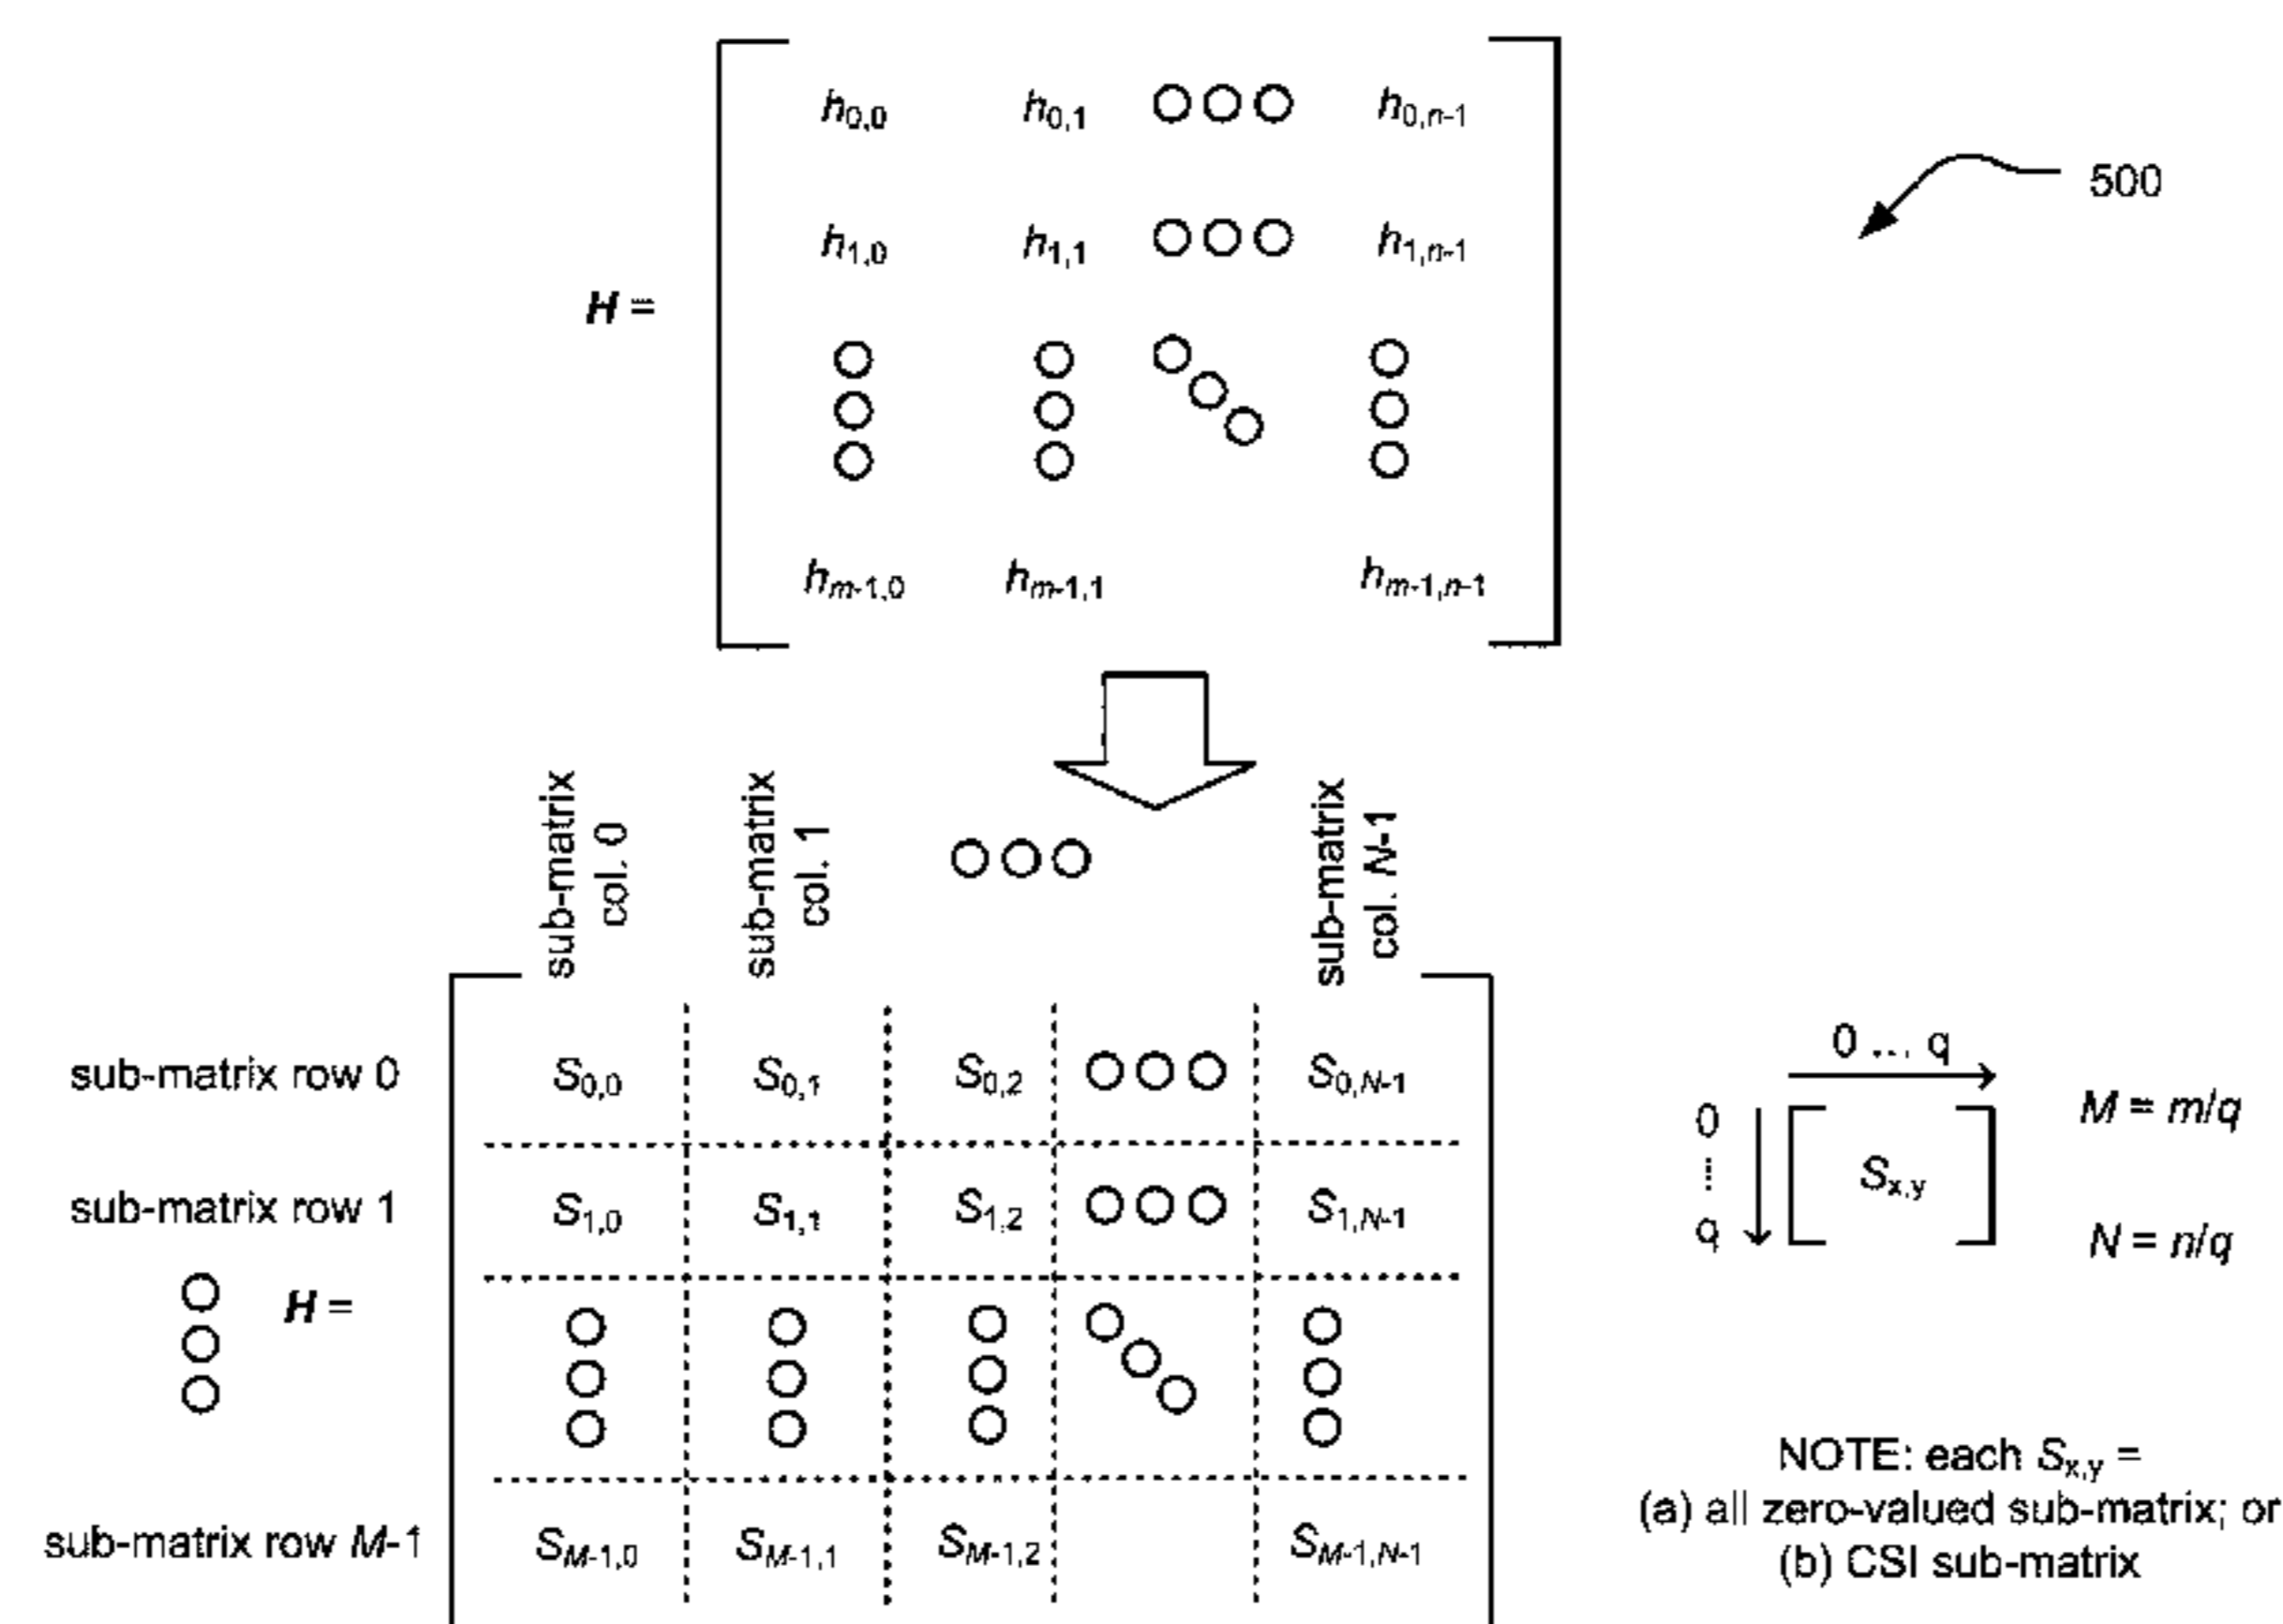 h0,0 h0,1 h0,n-1
500
h1,0 h1,1 h1,n-1
H =
hm-1,0 hm-1,1 hm-1,n-1
sub-matrix col. 0
sub-matrix col. 1
sub-matrix col. N-1
sub-matrix row 0 S0,0 S0,1 S0,2 S0,N-1
sub-matrix row 1 S1,0 S1,1 S1,2 S1,N-1
H =
sub-matrix row M-1 SM-1,0 SM-1,1 SM-1,2 SM-1,N-1
0 ... q
0
...
q
Sx,y
M = m/q
N = n/q
NOTE: each Sx,y =
(a) all zero-valued sub-matrix; or
(b) CSI sub-matrix